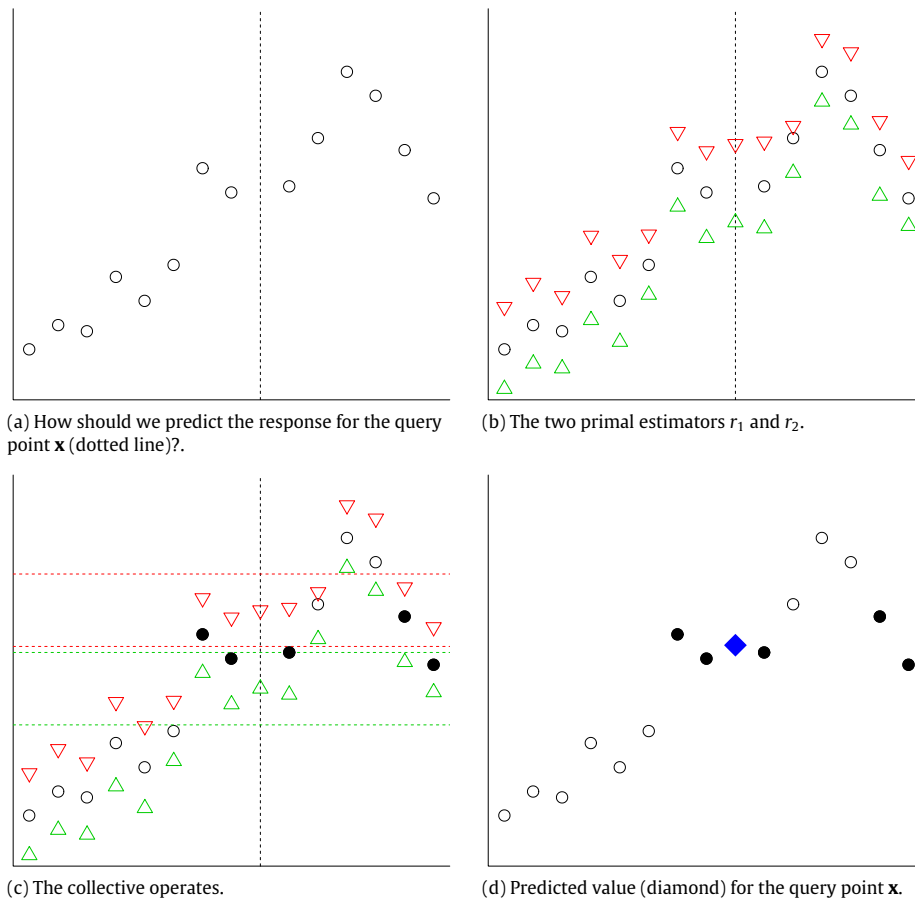 (a) How should we predict the response for the query
point x (dotted line)?.
(b) The two primal estimators r1 and r2.
(c) The collective operates.
(d) Predicted value (diamond) for the query point x.